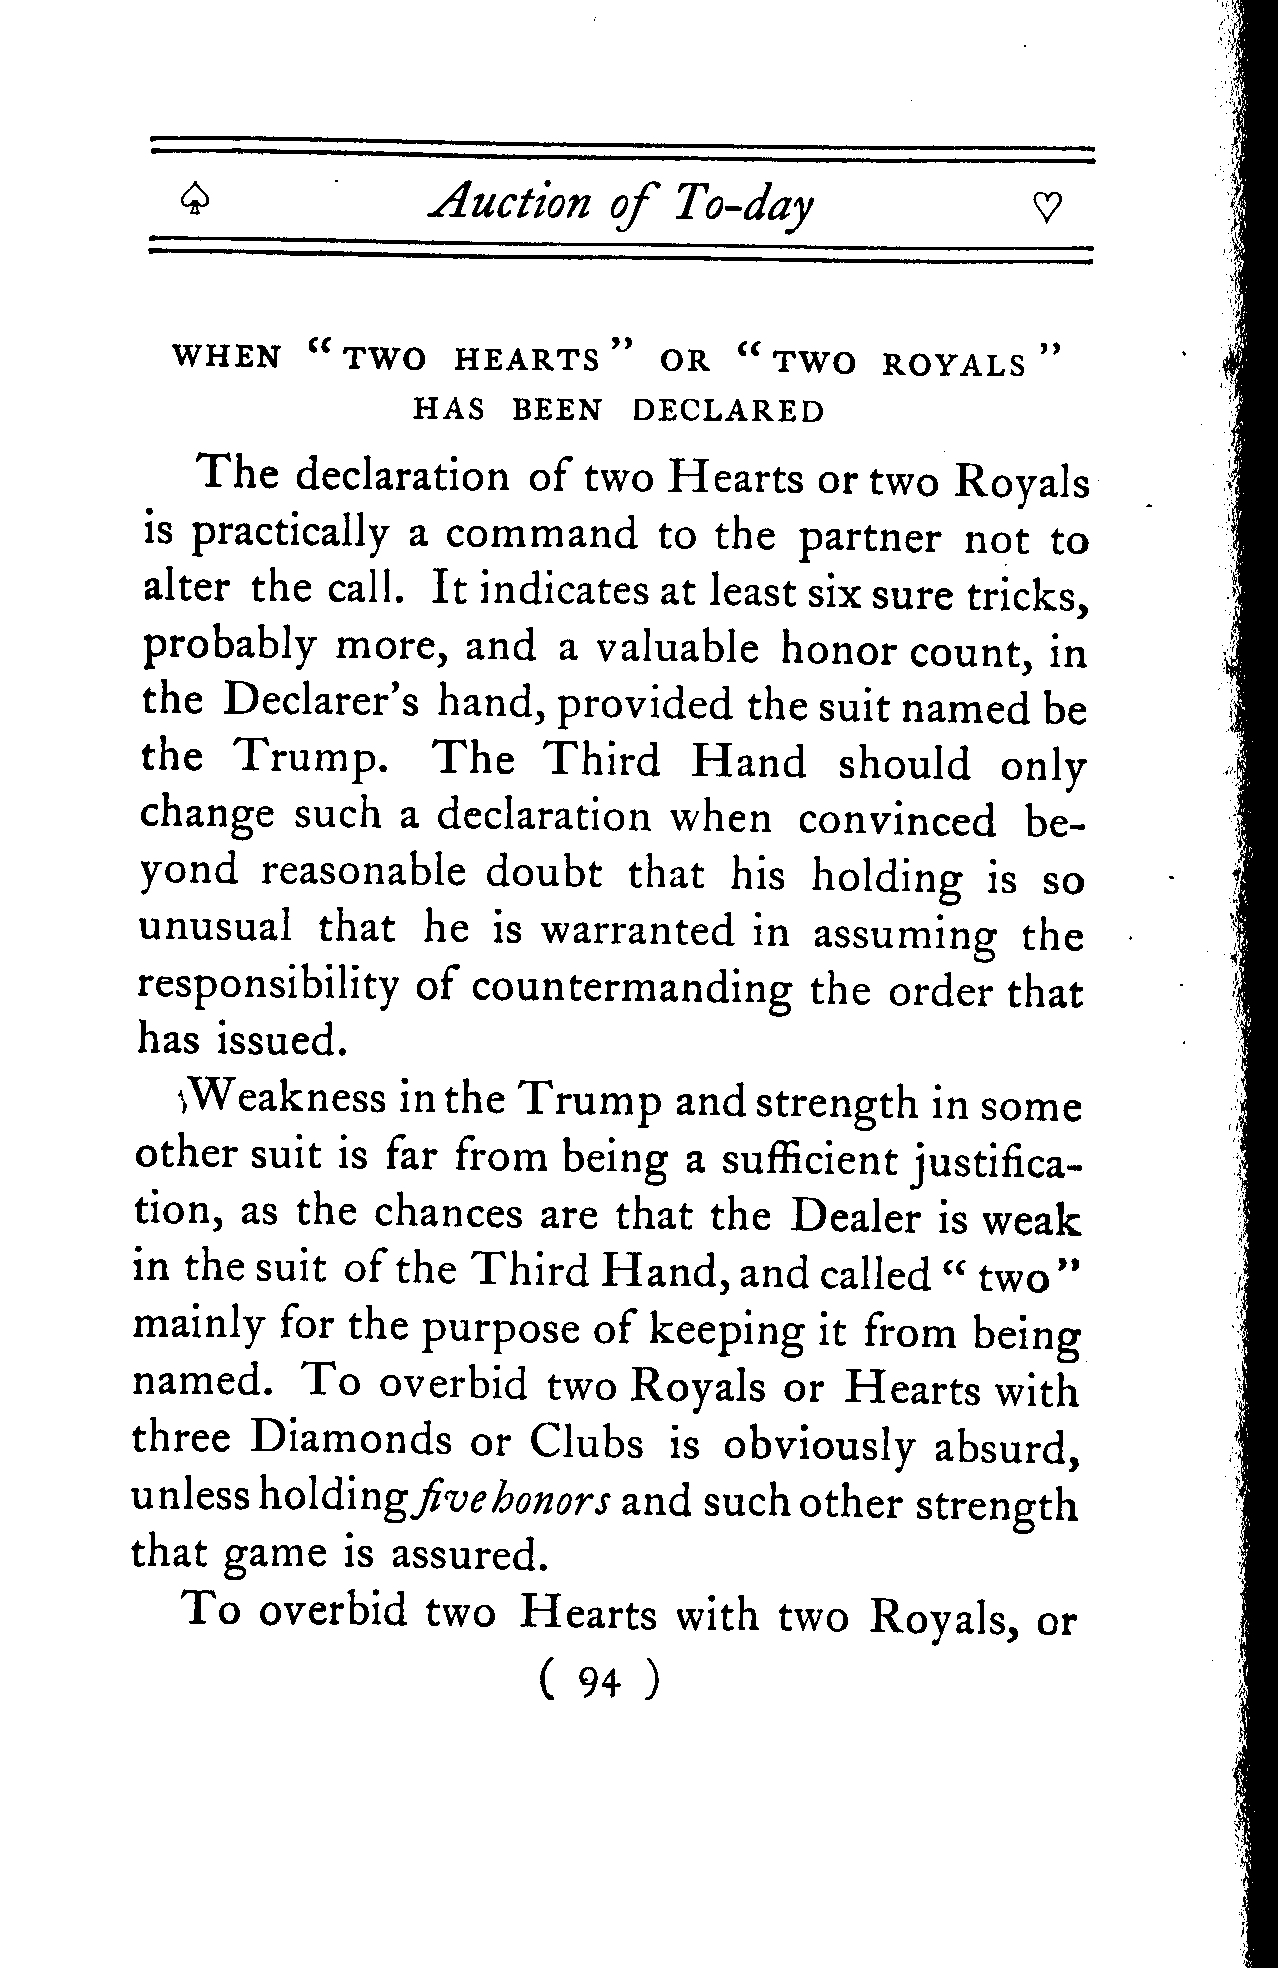 ♤ Auction of To-day ♡
WHEN "TWO HEARTS" OR "TWO ROYALS"
HAS BEEN DECLARED
The declaration of two Hearts or two Royals
is practically a command to the partner not to
alter the call. It indicates at least six sure tricks,
probably more, and a valuable honor count, in
the Declarer's hand, provided the suit named be
the Trump. The Third Hand should only
change such a declaration when convinced be-
yond reasonable doubt that his holding is so
unusual that he is warranted in assuming the
responsibility of countermanding the order that
has issued.
Weakness in the Trump and strength in some
other suit is far from being a sufficient justifica-
tion, as the chances are that the Dealer is weak
in the suit of the Third Hand, and called "two"
mainly for the purpose of keeping it from being
named. To overbid two Royals or Hearts with
three Diamonds or Clubs is obviously absurd,
unless holding five honors and such other strength
that game is assured.
To overbid two Hearts with two Royals, or
( 94 )